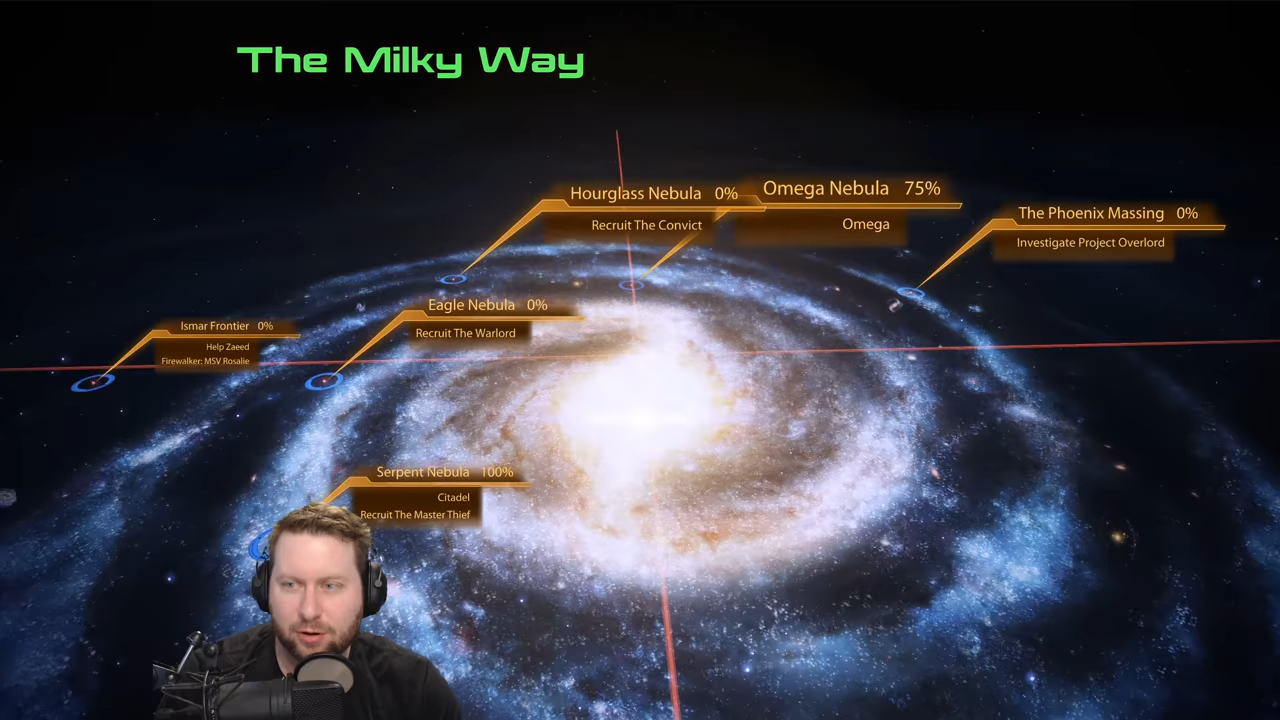 The Milky Way
Hourglass Nebula 0%
Recruit The Convict
Omega Nebula 75%
Omega
The Phoenix Massing 0%
Investigate Project Overlord
Eagle Nebula 0%
Recruit The Warlord
Ismar Frontier 0%
Help Zaeed
Firewalker: MSV Rosalie
Serpent Nebula 100%
Citadel
Recruit The Master Thief